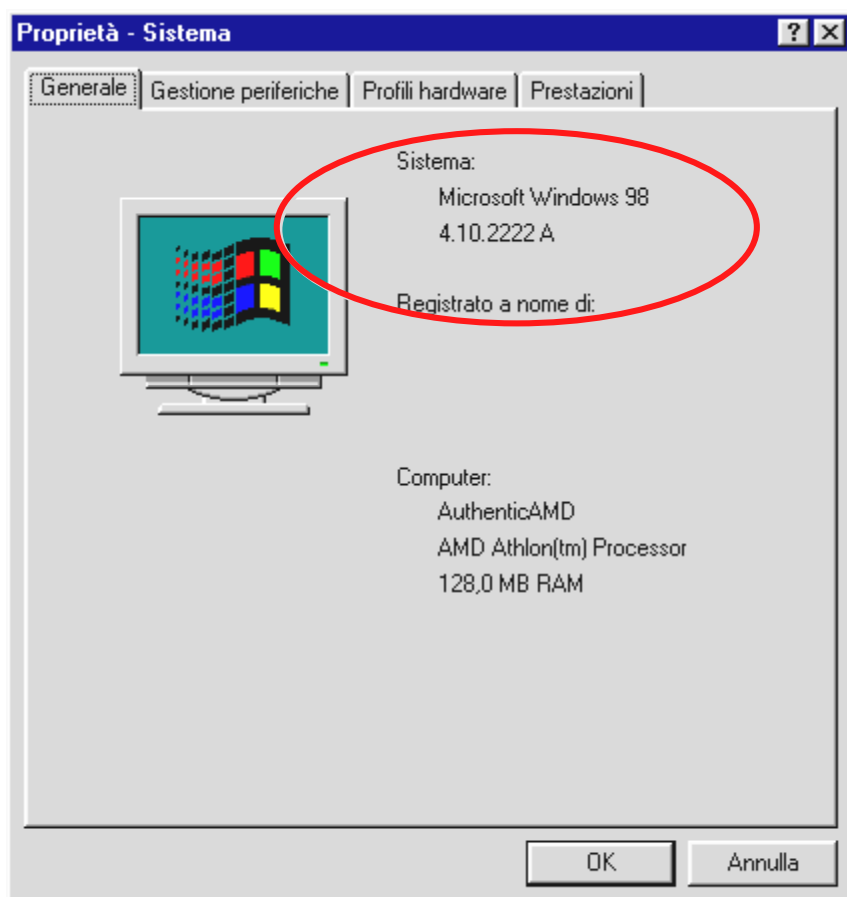 Proprietà - Sistema
Generale Gestione periferiche Profili hardware Prestazioni
Sistema:
Microsoft Windows 98
4.10.2222 A
Registrato a nome di:
Computer:
AuthenticAMD
AMD Athlon(tm) Processor
128,0 MB RAM
OK Annulla